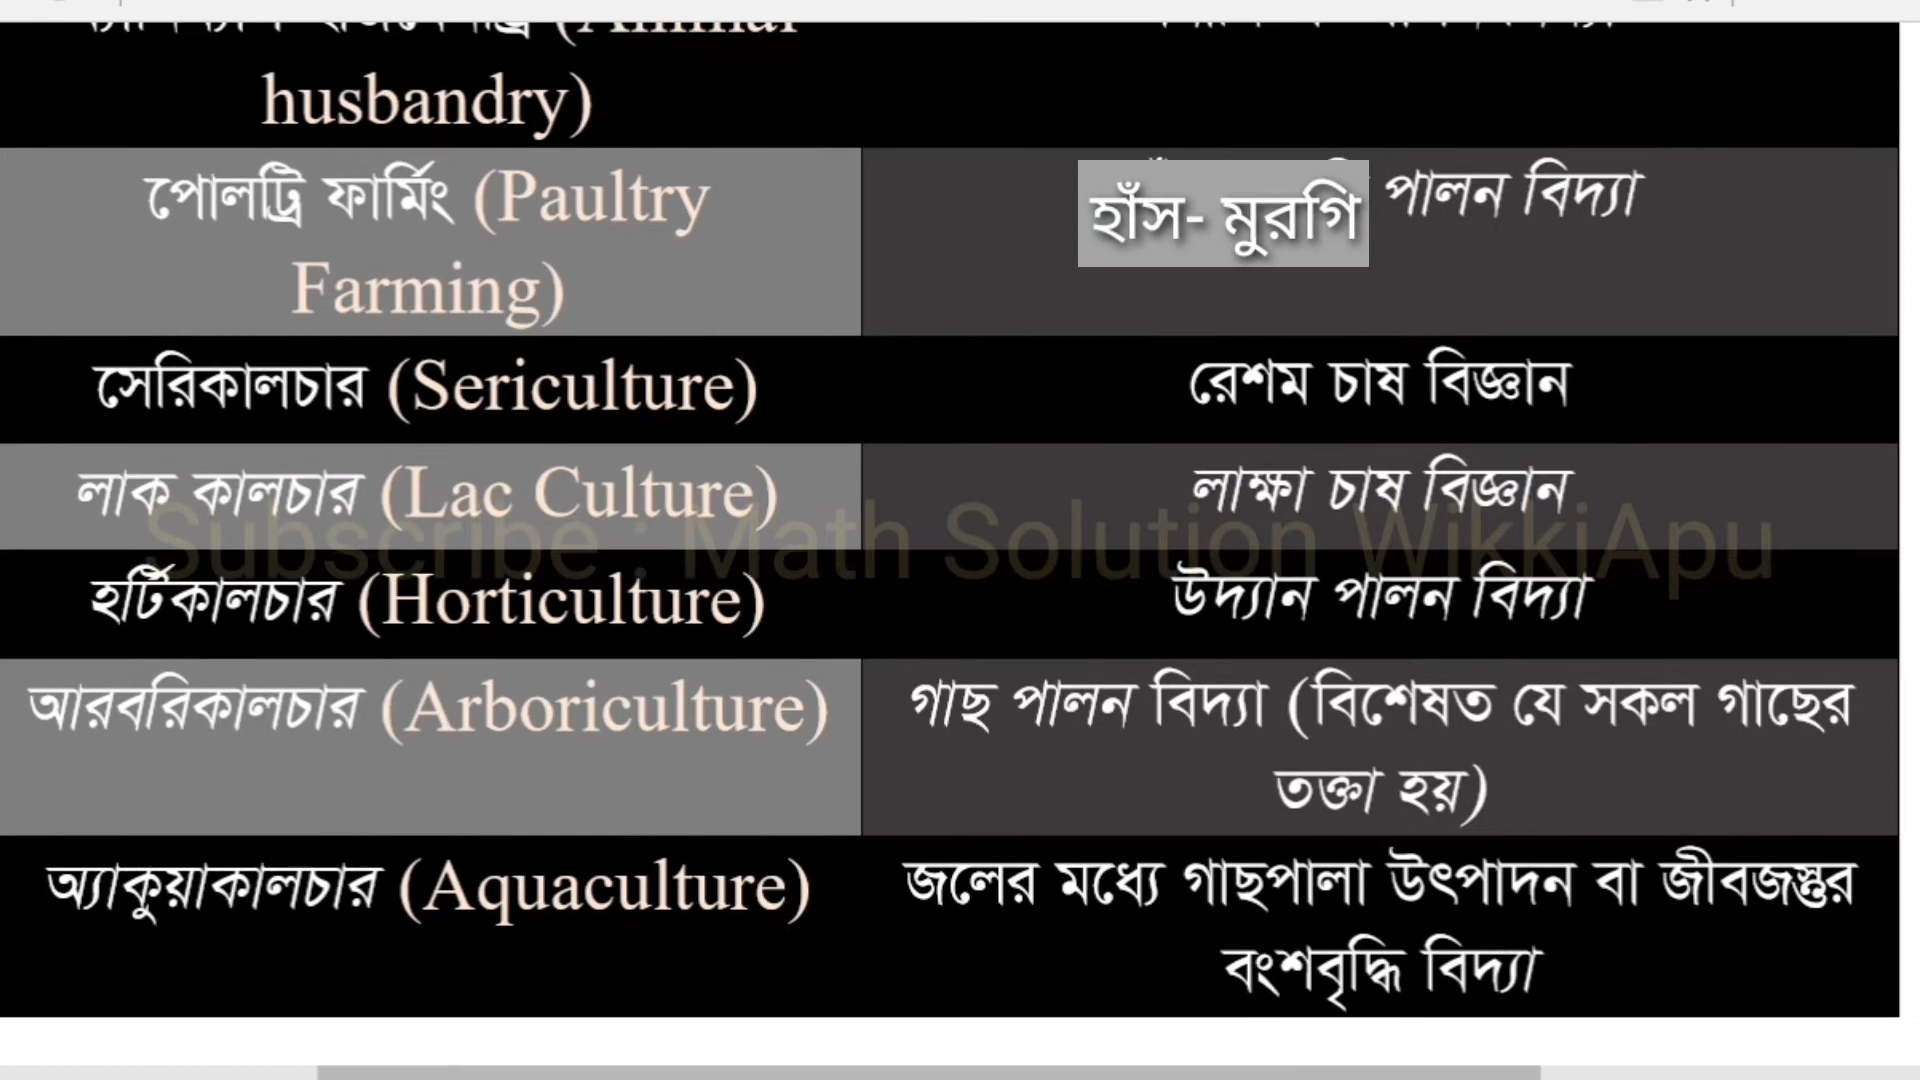 (Animal
husbandry)
পোলট্রি ফার্মিং (Paultry
Farming)
হাঁস- মুরগি পালন বিদ্যা
সেরিকালচার (Sericulture)
রেশম চাষ বিজ্ঞান
লাক কালচার (Lac Culture)
লাক্ষা চাষ বিজ্ঞান
Subscribe : Math Solution WikkiApu
হর্টিকালচার (Horticulture)
উদ্যান পালন বিদ্যা
আরবরিকালচার (Arboriculture)
গাছ পালন বিদ্যা (বিশেষত যে সকল গাছের
তক্তা হয়)
অ্যাকুয়াকালচার (Aquaculture)
জলের মধ্যে গাছপালা উৎপাদন বা জীবজন্তুর
বংশবৃদ্ধি বিদ্যা